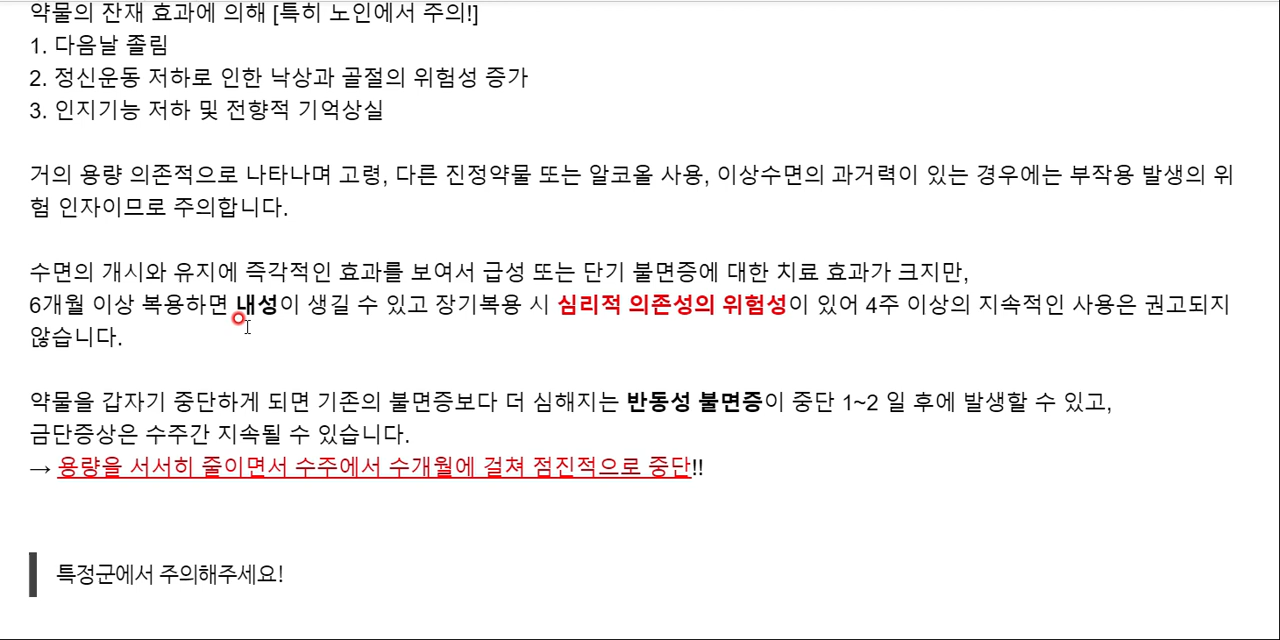 약물의 잔재 효과에 의해 [특히 노인에서 주의!]
1. 다음날 졸림
2. 정신운동 저하로 인한 낙상과 골절의 위험성 증가
3. 인지기능 저하 및 전향적 기억상실
거의 용량 의존적으로 나타나며 고령, 다른 진정약물 또는 알코올 사용, 이상수면의 과거력이 있는 경우에는 부작용 발생의 위
험 인자이므로 주의합니다.
수면의 개시와 유지에 즉각적인 효과를 보여서 급성 또는 단기 불면증에 대한 치료 효과가 크지만,
6개월 이상 복용하면 내성이 생길 수 있고 장기복용 시 심리적 의존성의 위험성이 있어 4주 이상의 지속적인 사용은 권고되지
않습니다.
약물을 갑자기 중단하게 되면 기존의 불면증보다 더 심해지는 반동성 불면증이 중단 1~2 일 후에 발생할 수 있고,
금단증상은 수주간 지속될 수 있습니다.
→ 용량을 서서히 줄이면서 수주에서 수개월에 걸쳐 점진적으로 중단!!
특정군에서 주의해주세요!